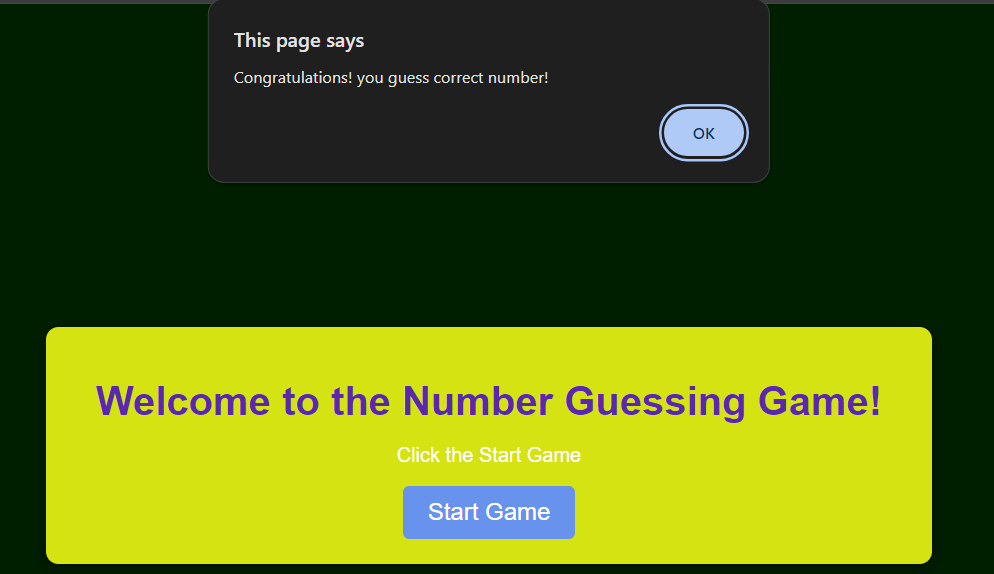 This page says
Congratulations! you guess correct number!
OK
Welcome to the Number Guessing Game!
Click the Start Game
Start Game